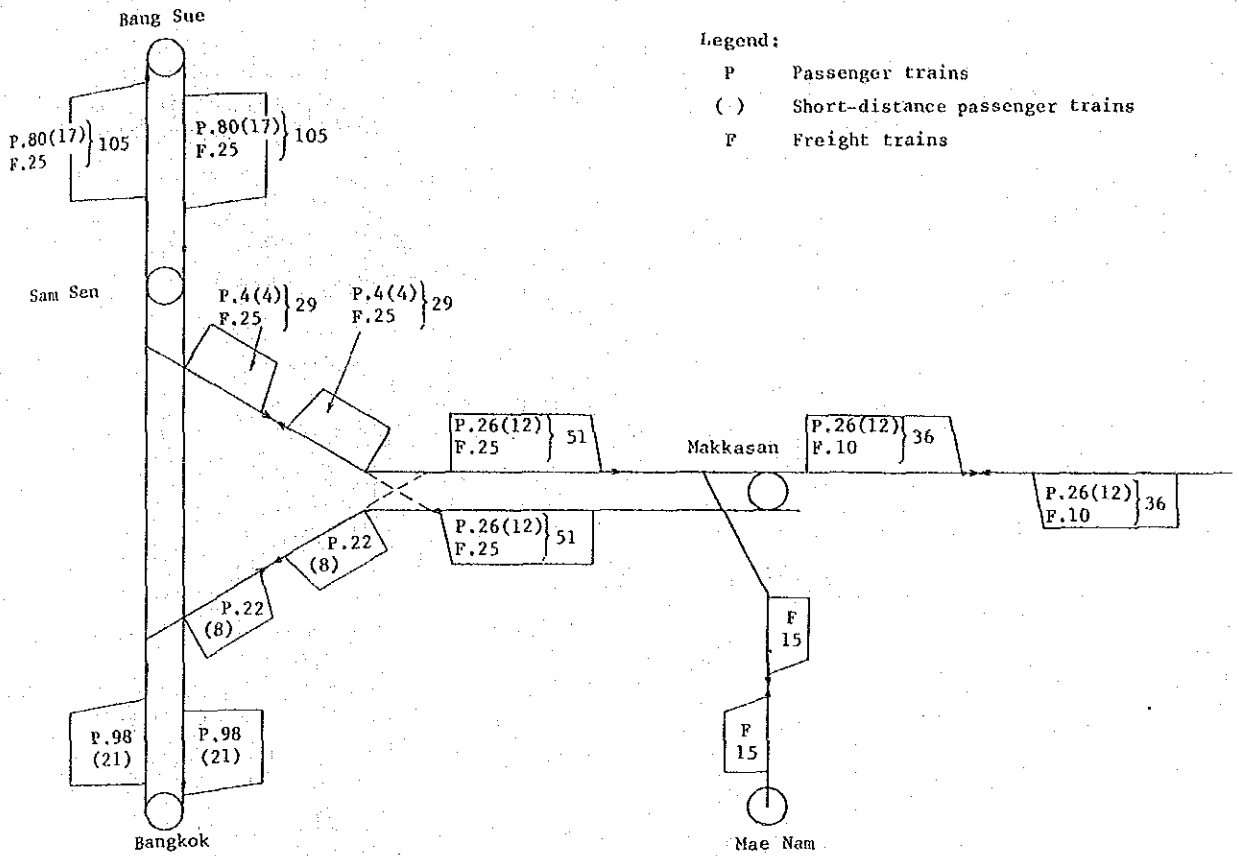 Bang Sue
Legend:
P Passenger trains
( ) Short-distance passenger trains
F Freight trains
P.80(17)
F.25 } 105
P.80(17)
F.25 } 105
Sam Sen
P.4(4)
F.25 } 29
P.4(4)
F.25 } 29
P.26(12)
F.25 } 51
Makkasan
P.26(12)
F.10 } 36
P.26(12)
F.10 } 36
P.26(12)
F.25 } 51
P.22
(8)
P.22
(8)
F
15
F
15
P.98
(21)
P.98
(21)
Bangkok
Mae Nam